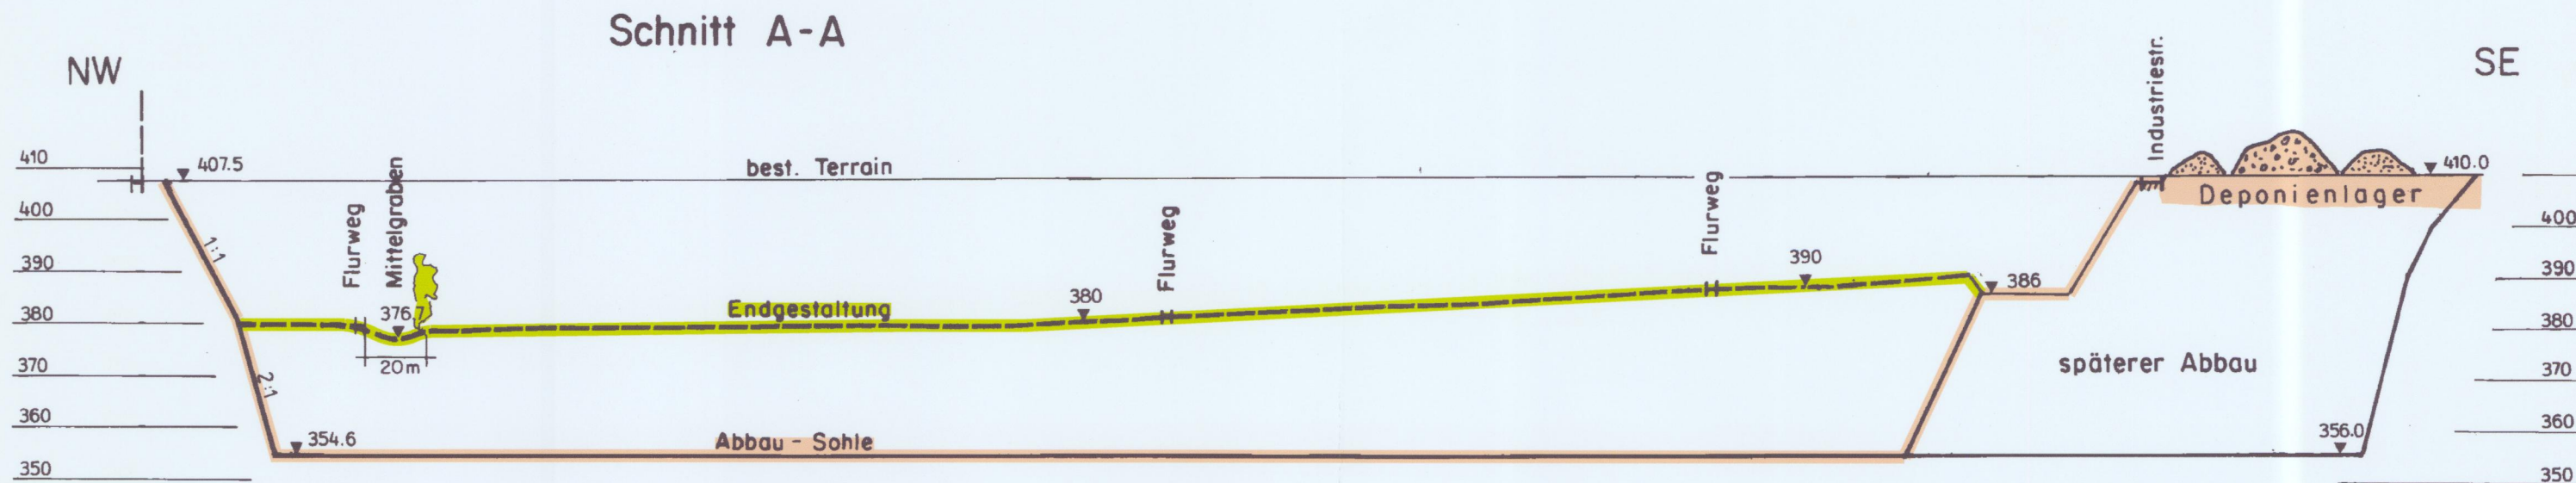 Schnitt A-A
NW
SE
410
400
390
380
370
360
350
407.5
1:1
2:1
354.6
Flurweg
Mittelgraben
376,7
20m
best. Terrain
Endgestaltung
Abbau - Sohle
380
Flurweg
Flurweg
390
386
Industriestr.
410.0
Deponienlager
späterer Abbau
356.0
400
390
380
370
360
350